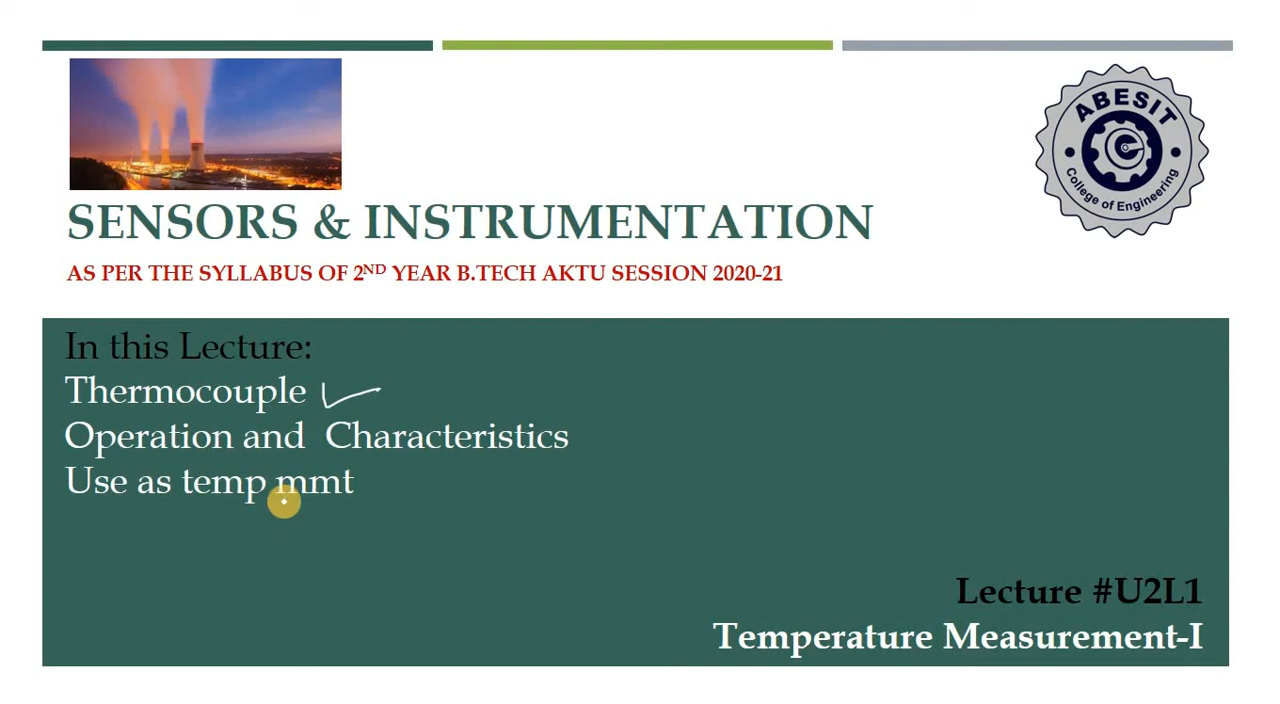 ABESIT
College of Engineering
SENSORS & INSTRUMENTATION
AS PER THE SYLLABUS OF 2ND YEAR B.TECH AKTU SESSION 2020-21
In this Lecture:
Thermocouple
Operation and Characteristics
Use as temp mmt
Lecture #U2L1
Temperature Measurement-I